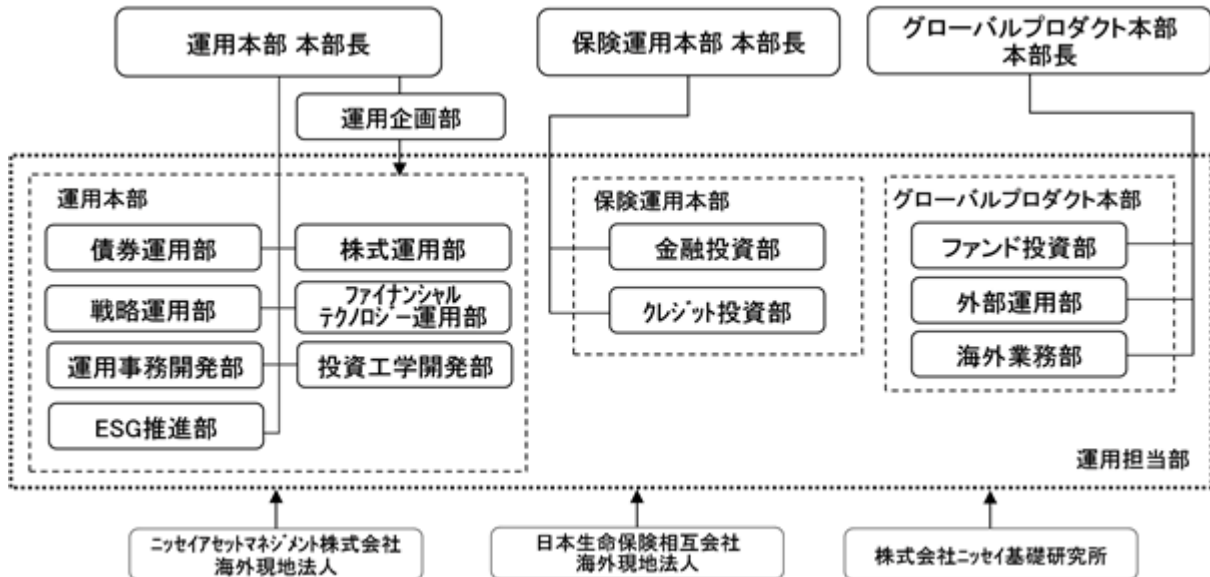 運用本部 本部長
保険運用本部 本部長
グローバルプロダクト本部
本部長
運用企画部
運用本部
債券運用部
株式運用部
戦略運用部
ファイナンシャル
テクノロジー運用部
運用事務開発部
投資工学開発部
ESG推進部
保険運用本部
金融投資部
クレジット投資部
グローバルプロダクト本部
ファンド投資部
外部運用部
海外業務部
運用担当部
ニッセイアセットマネジメント株式会社
海外現地法人
日本生命保険相互会社
海外現地法人
株式会社ニッセイ基礎研究所